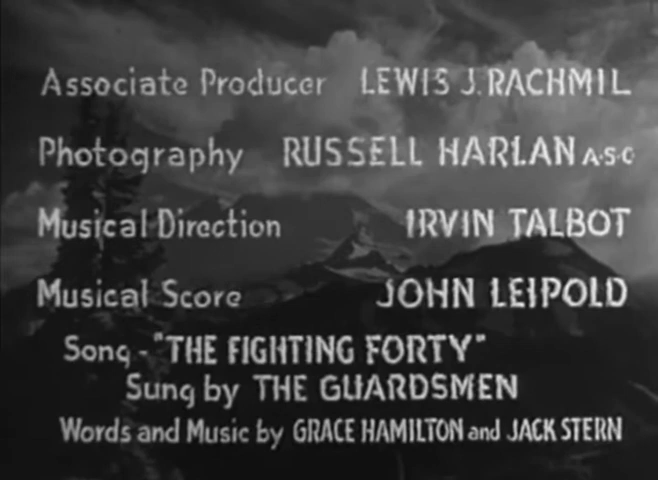 Associate Producer LEWIS J. RACHMIL
Photography RUSSELL HARLAN A·S·C
Musical Direction IRVIN TALBOT
Musical Score JOHN LEIPOLD
Song - "THE FIGHTING FORTY"
Sung by THE GUARDSMEN
Words and Music by GRACE HAMILTON and JACK STERN